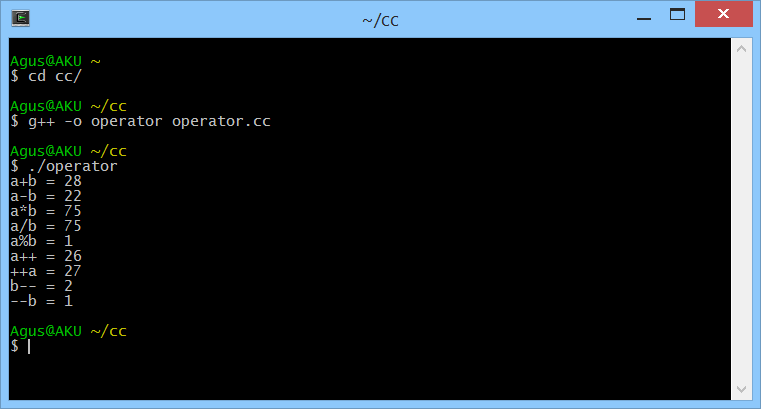 ~/cc
Agus@AKU ~
$ cd cc/
Agus@AKU ~/cc
$ g++ -o operator operator.cc
Agus@AKU ~/cc
$ ./operator
a+b = 28
a-b = 22
a*b = 75
a/b = 75
a%b = 1
a++ = 26
++a = 27
b-- = 2
--b = 1
Agus@AKU ~/cc
$